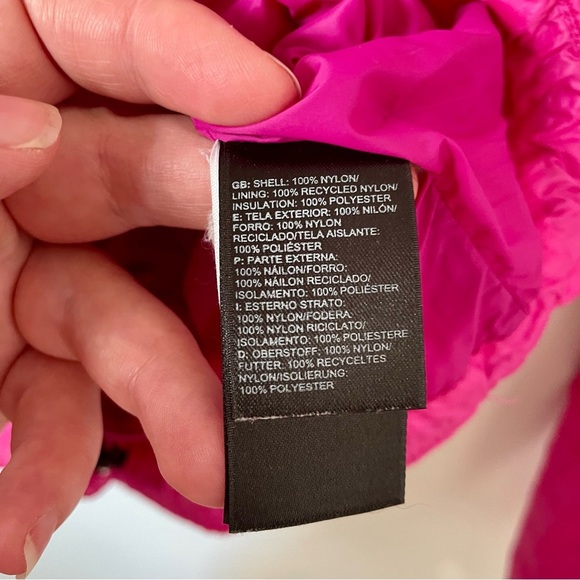 GB: SHELL: 100% NYLON/
LINING: 100% RECYCLED NYLON/
INSULATION: 100% POLYESTER
E: TELA EXTERIOR: 100% NILÓN/
FORRO: 100% NYLON
RECICLADO/TELA AISLANTE:
100% POLIÉSTER
P: PARTE EXTERNA:
100% NÁILON/FORRO:
100% NÁILON RECICLADO/
ISOLAMENTO: 100% POLIÉSTER
I: ESTERNO STRATO:
100% NYLON/FODERA
100% NYLON RICICLATO/
ISOLAMENTO: 100% POLIESTERE
D: OBERSTOFF: 100% NYLON/
FUTTER: 100% RECYCELTES
NYLON/ISOLIERUNG:
100% POLYESTER